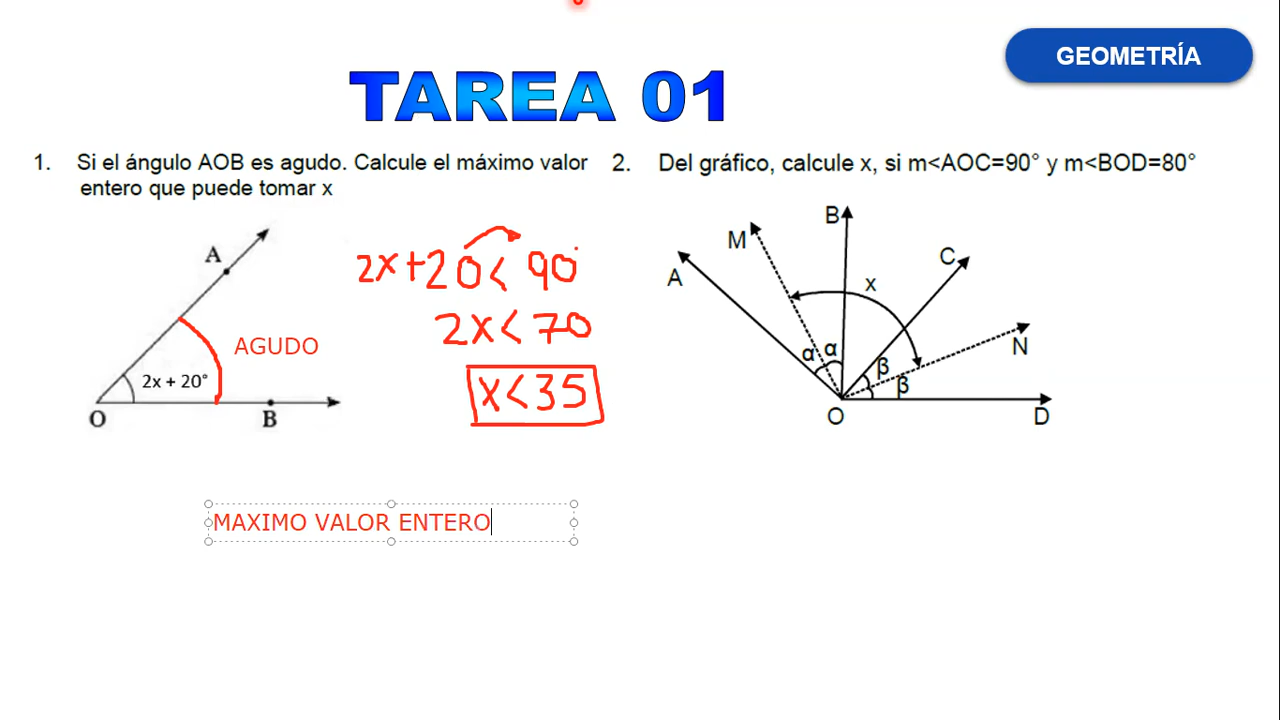 GEOMETRÍA
TAREA 01
1. Si el ángulo AOB es agudo. Calcule el máximo valor
entero que puede tomar x
A
AGUDO
2x + 20°
O
B
2x+20< 90°
2x<70
x<35
MAXIMO VALOR ENTERO
2. Del gráfico, calcule x, si m<AOC=90° y m<BOD=80°
B
M
C
A
x
N
α α
β
β
O
D